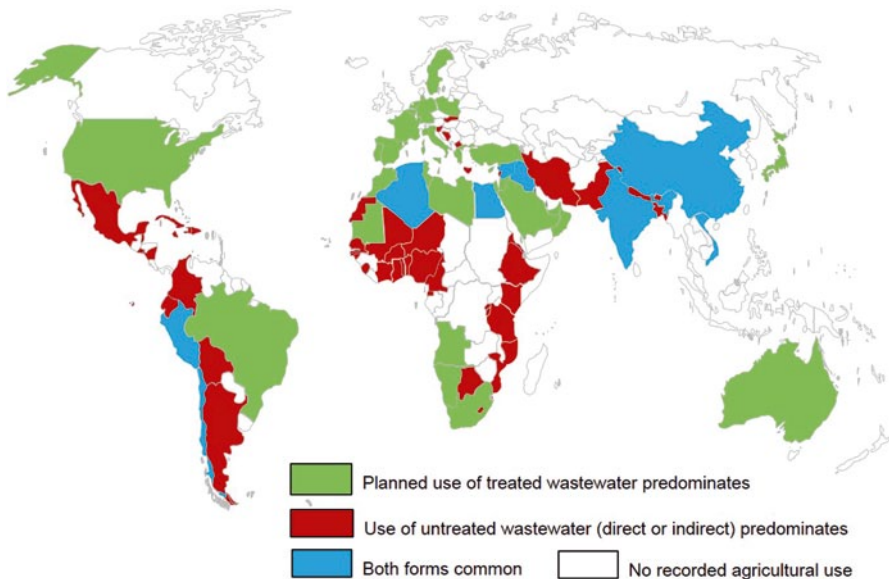 Planned use of treated wastewater predominates
Use of untreated wastewater (direct or indirect) predominates
Both forms common
No recorded agricultural use